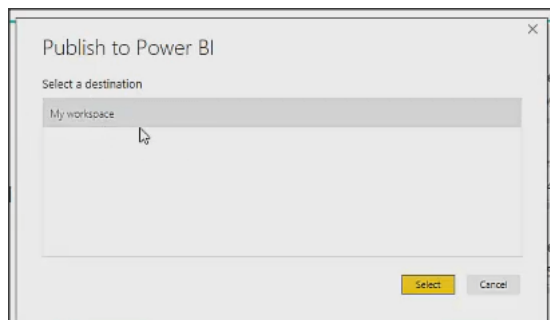 Publish to Power BI
Select a destination
My workspace
Select
Cancel